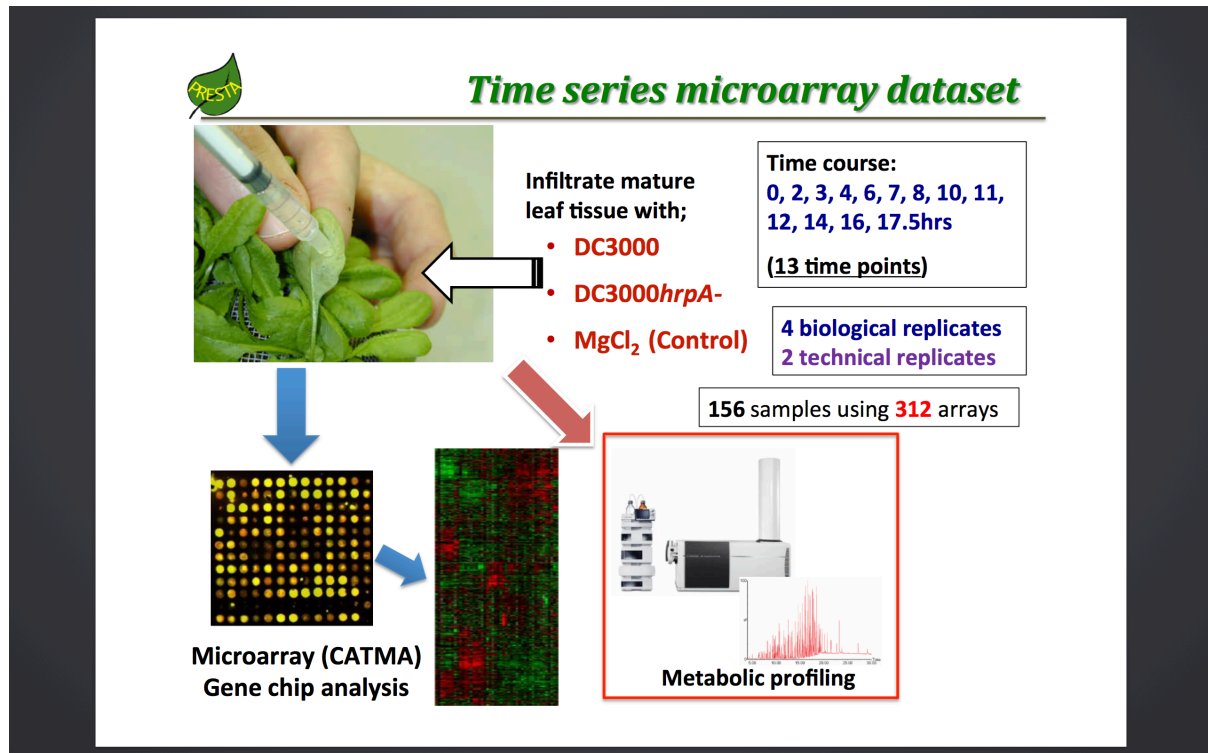 PRESTA
Time series microarray dataset
Infiltrate mature
leaf tissue with;
• DC3000
• DC3000hrpA-
• MgCl₂ (Control)
Time course:
0, 2, 3, 4, 6, 7, 8, 10, 11,
12, 14, 16, 17.5hrs
(13 time points)
4 biological replicates
2 technical replicates
156 samples using 312 arrays
Microarray (CATMA)
Gene chip analysis
Metabolic profiling